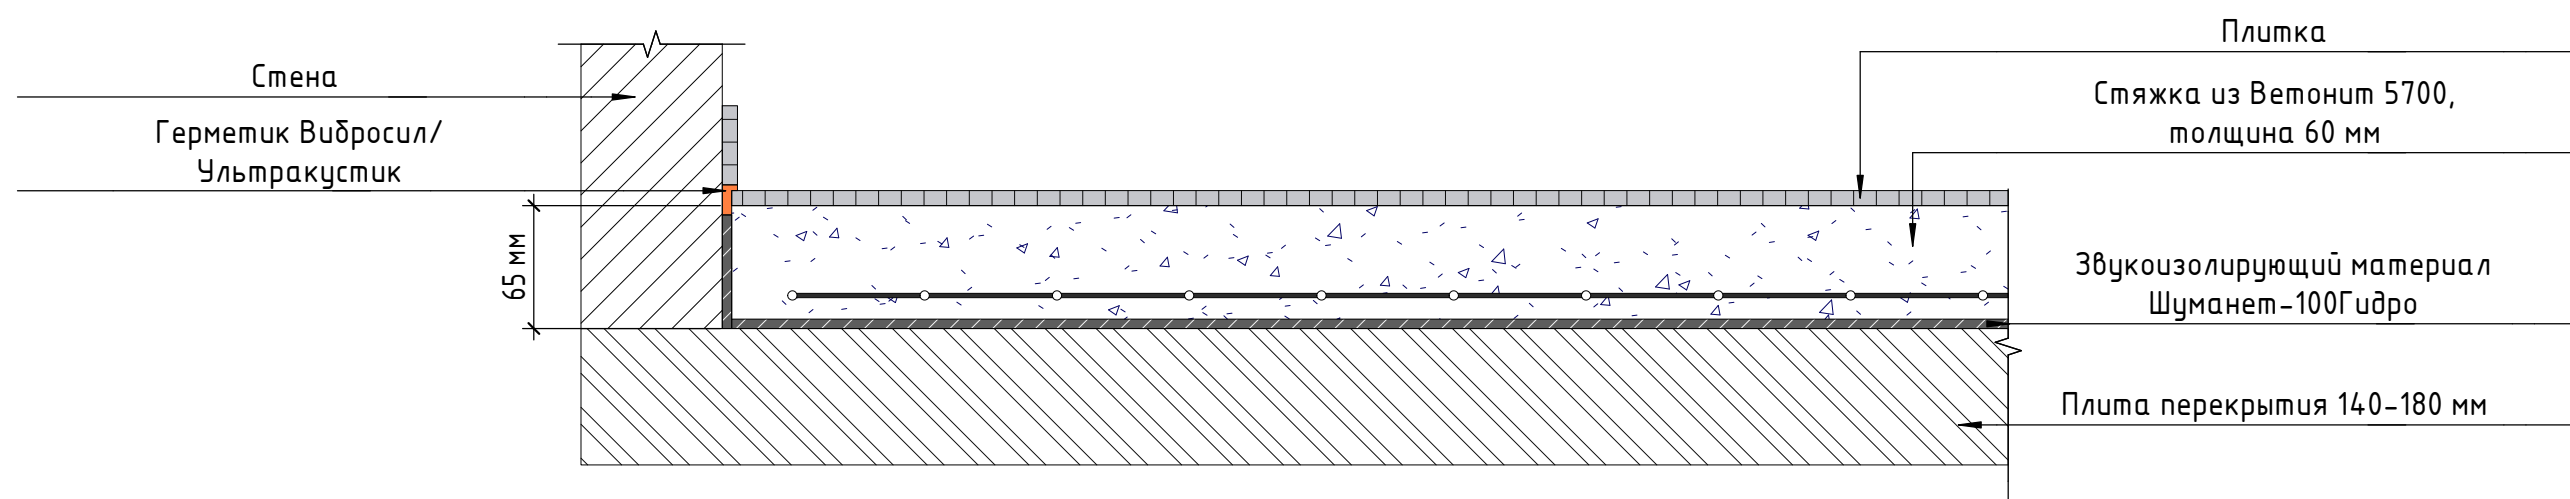 Стена
Герметик Вибросил/
Ультракустик
65 мм
Плитка
Стяжка из Ветонит 5700,
толщина 60 мм
Звукоизолирующий материал
Шуманет-100Гидро
Плита перекрытия 140-180 мм